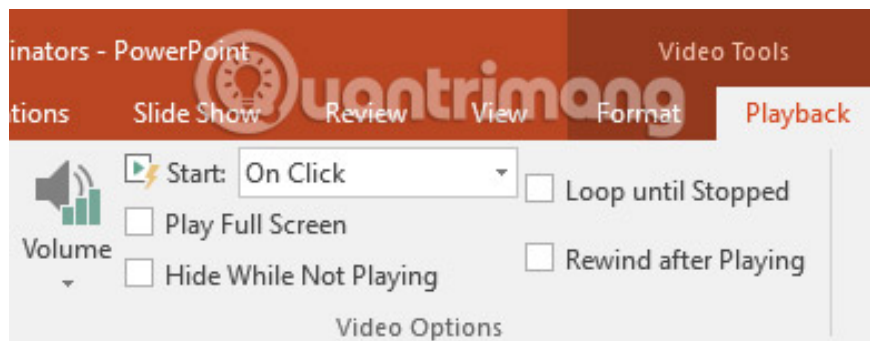 inators - PowerPoint
Video Tools
Quantrimang
tions Slide Show Review View Format Playback
Start: On Click
Loop until Stopped
Play Full Screen
Volume
Rewind after Playing
Hide While Not Playing
Video Options